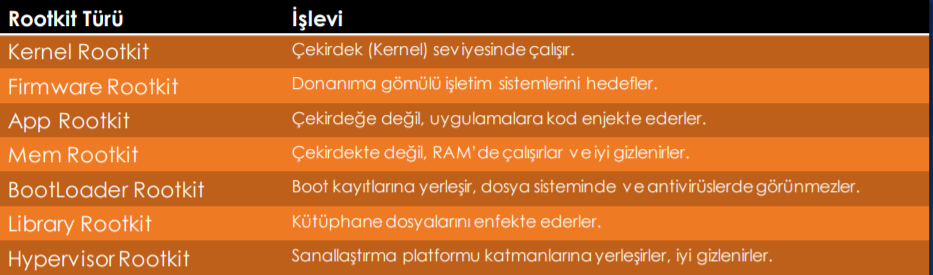 Rootkit Türü İşlevi
Kernel Rootkit Çekirdek (Kernel) seviyesinde çalışır.
Firmware Rootkit Donanıma gömülü işletim sistemlerini hedefler.
App Rootkit Çekirdeğe değil, uygulamalara kod enjekte ederler.
Mem Rootkit Çekirdekte değil, RAM'de çalışırlar ve iyi gizlenirler.
BootLoader Rootkit Boot kayıtlarına yerleşir, dosya sisteminde ve antivirüslerde görünmezler.
Library Rootkit Kütüphane dosyalarını enfekte ederler.
Hypervisor Rootkit Sanallaştırma platformu katmanlarına yerleşirler, iyi gizlenirler.